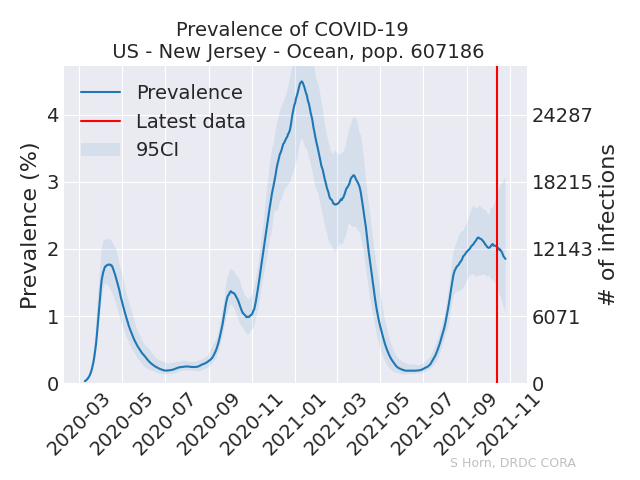 Prevalence of COVID-19
US - New Jersey - Ocean, pop. 607186
Prevalence
Latest data
95CI
Prevalence (%)
4
3
2
1
0
24287
18215
12143
6071
0
# of infections
2020-03
2020-05
2020-07
2020-09
2020-11
2021-01
2021-03
2021-05
2021-07
2021-09
2021-11
S Horn, DRDC CORA